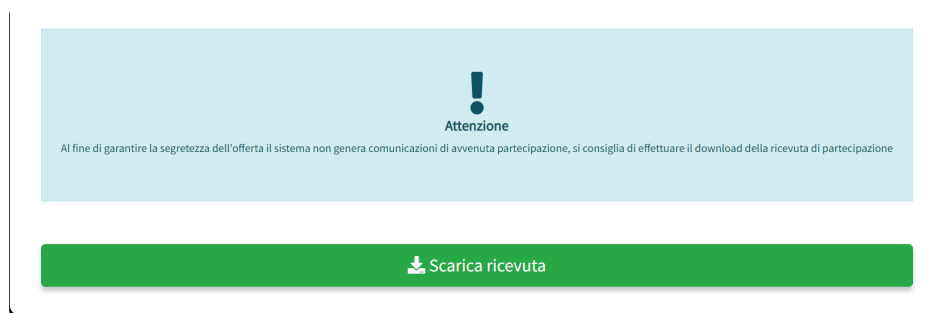 Attenzione
Al fine di garantire la segretezza dell'offerta il sistema non genera comunicazioni di avvenuta partecipazione, si consiglia di effettuare il download della ricevuta di partecipazione
Scarica ricevuta